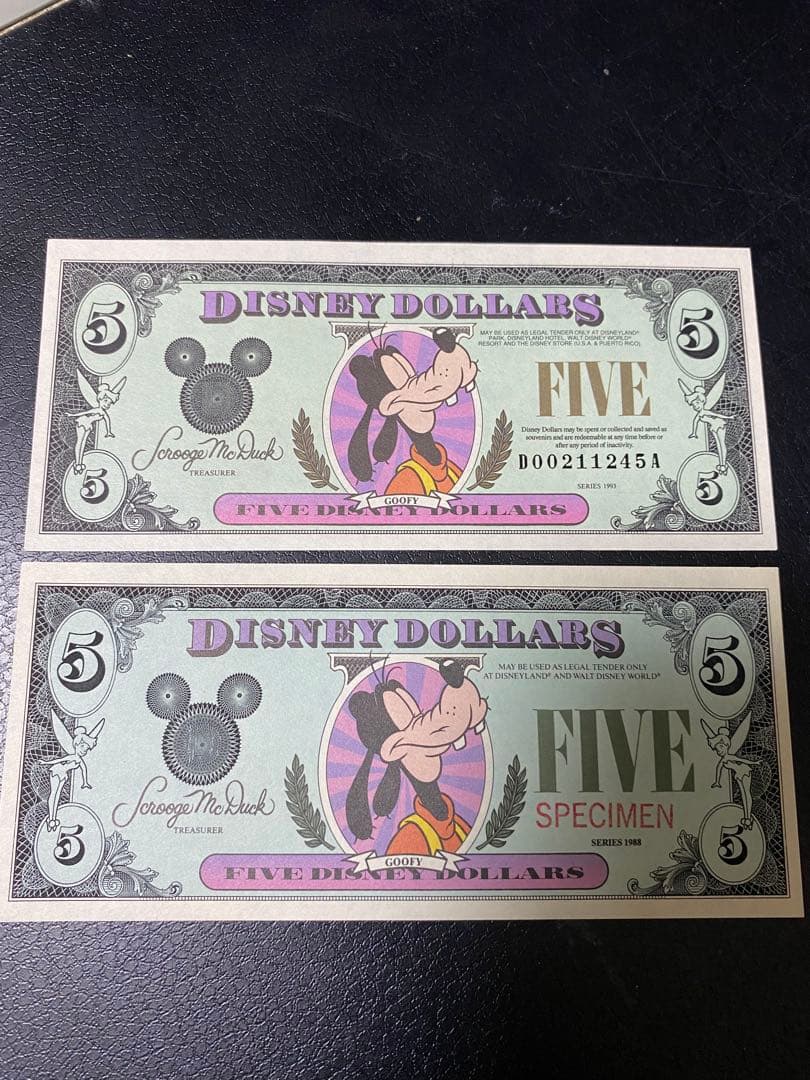 DISNEY DOLLARS
5
5
MAY BE USED AS LEGAL TENDER ONLY AT DISNEYLAND®
PARK, DISNEYLAND HOTEL, WALT DISNEY WORLD®
RESORT AND THE DISNEY STORE (U.S.A. & PUERTO RICO).
FIVE
Disney Dollars may be spent or collected and saved as
souvenirs and are redeemable at any time before or
after any period of inactivity.
Scrooge McDuck
TREASURER
D00211245A
SERIES 1993
5
5
GOOFY
FIVE DISNEY DOLLARS
DISNEY DOLLARS
5
5
MAY BE USED AS LEGAL TENDER ONLY
AT DISNEYLAND® AND WALT DISNEY WORLD®
FIVE
Scrooge McDuck
TREASURER
SPECIMEN
SERIES 1988
5
5
GOOFY
FIVE DISNEY DOLLARS